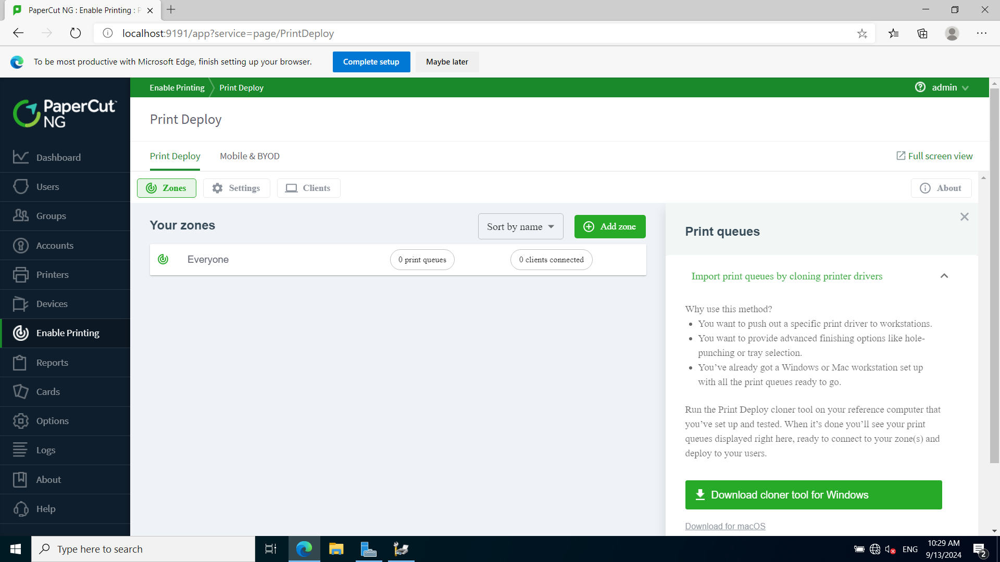 PaperCut NG : Enable Printing : P
localhost:9191/app?service=page/PrintDeploy
To be most productive with Microsoft Edge, finish setting up your browser.
Complete setup
Maybe later
PaperCut™
NG
Dashboard
Users
Groups
Accounts
Printers
Devices
Enable Printing
Reports
Cards
Options
Logs
About
Help
Enable Printing
Print Deploy
admin
Print Deploy
Print Deploy
Mobile & BYOD
Full screen view
Zones
Settings
Clients
About
Your zones
Sort by name
Add zone
Everyone
0 print queues
0 clients connected
Print queues
Import print queues by cloning printer drivers
Why use this method?
• You want to push out a specific print driver to workstations.
• You want to provide advanced finishing options like hole-
punching or tray selection.
• You've already got a Windows or Mac workstation set up
with all the print queues ready to go.
Run the Print Deploy cloner tool on your reference computer that
you've set up and tested. When it's done you'll see your print
queues displayed right here, ready to connect to your zone(s) and
deploy to your users.
Download cloner tool for Windows
Download for macOS
Type here to search
ENG
10:29 AM
9/13/2024
2